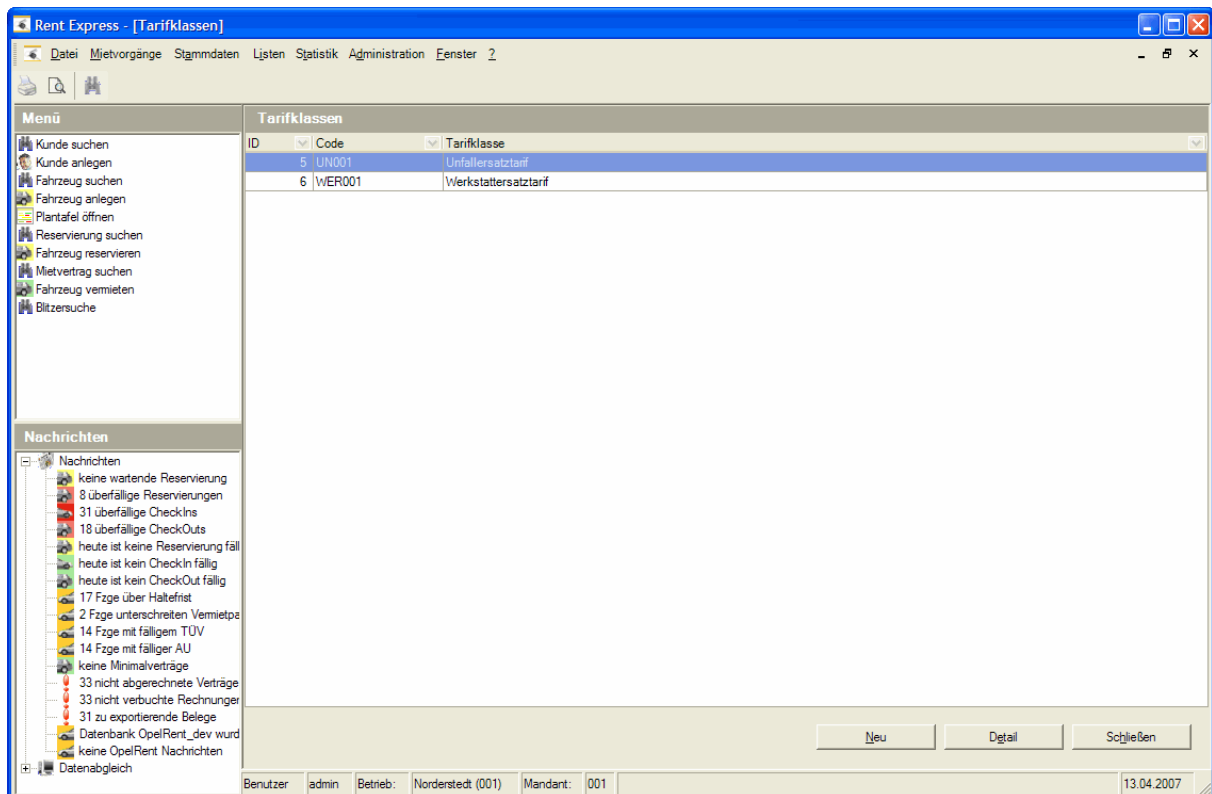 Rent Express - [Tarifklassen]
Datei Mietvorgänge Stammdaten Listen Statistik Administration Fenster ?
Menü
Kunde suchen
Kunde anlegen
Fahrzeug suchen
Fahrzeug anlegen
Plantafel öffnen
Reservierung suchen
Fahrzeug reservieren
Mietvertrag suchen
Fahrzeug vermieten
Blitzersuche
Tarifklassen
ID Code Tarifklasse
5 UN001 Unfallersatztarif
6 WER001 Werkstattersatztarif
Nachrichten
Nachrichten
keine wartende Reservierung
8 überfällige Reservierungen
31 überfällige CheckIns
18 überfällige CheckOuts
heute ist keine Reservierung fäll
heute ist kein CheckIn fällig
heute ist kein CheckOut fällig
17 Fzge über Haltefrist
2 Fzge unterschreiten Vermietpa
14 Fzge mit fälligem TÜV
14 Fzge mit fälliger AU
keine Minimalverträge
33 nicht abgerechnete Verträge
33 nicht verbuchte Rechnunger
31 zu exportierende Belege
Datenbank OpelRent_dev wurd
keine OpelRent Nachrichten
Datenabgleich
Neu Detail Schließen
Benutzer admin Betrieb: Norderstedt (001) Mandant: 001 13.04.2007